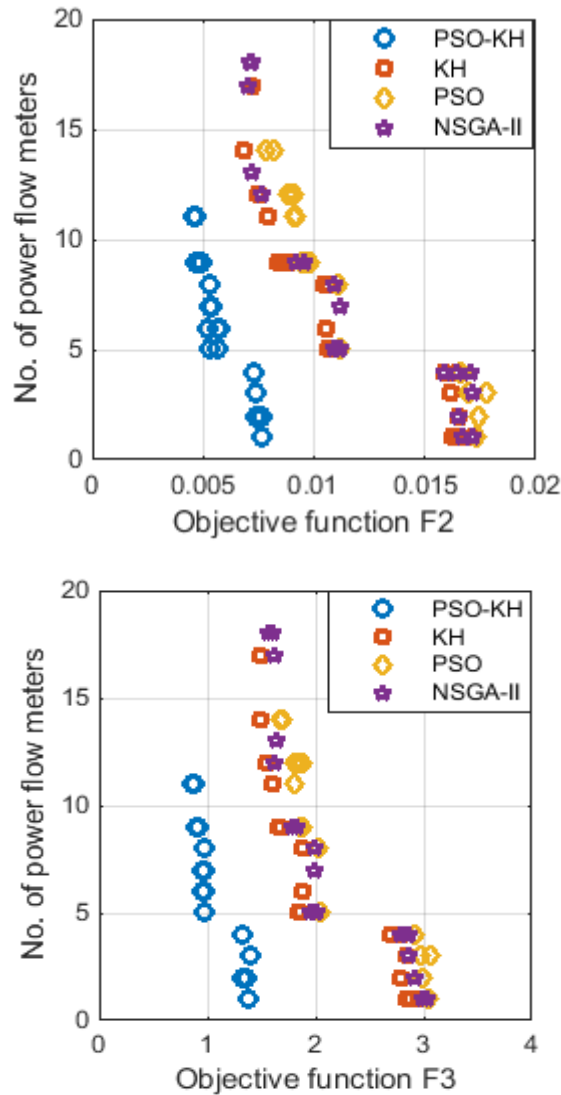 20
15
10
5
0
No. of power flow meters
PSO-KH
KH
PSO
NSGA-II
0 0.005 0.01 0.015 0.02
Objective function F2
20
15
10
5
0
No. of power flow meters
PSO-KH
KH
PSO
NSGA-II
0 1 2 3 4
Objective function F3